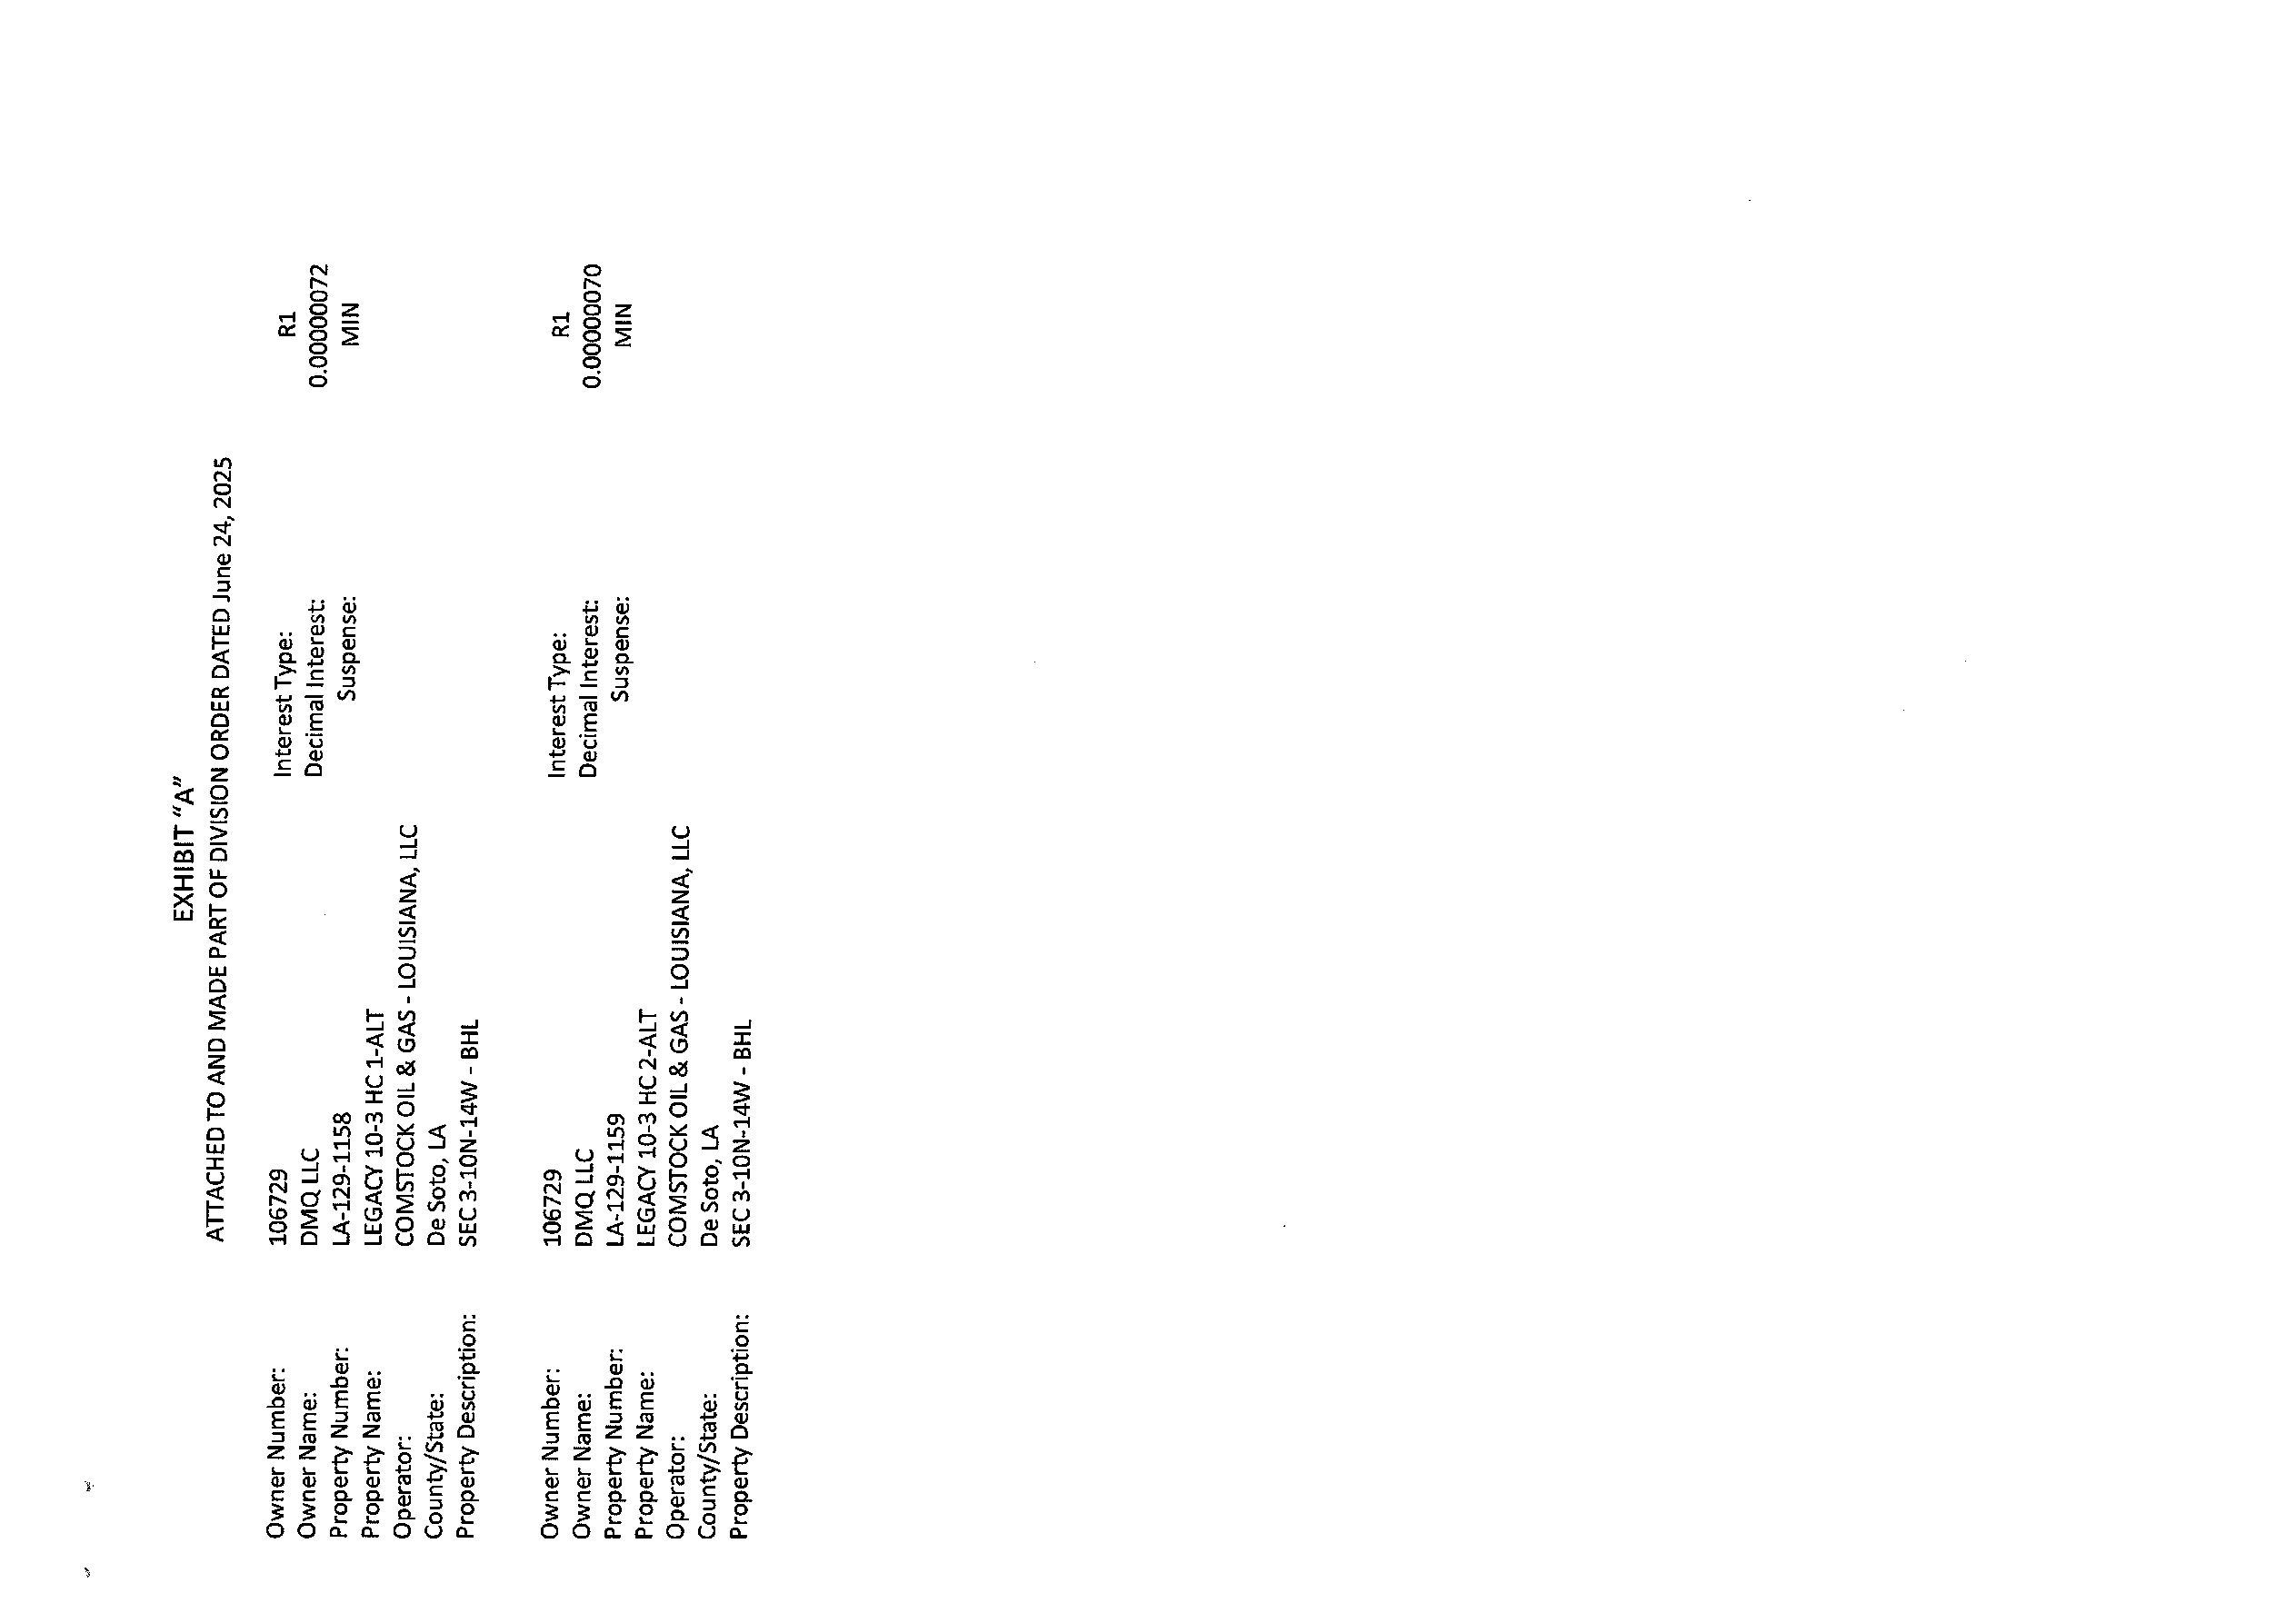 EXHIBIT "A"
ATTACHED TO AND MADE PART OF DIVISION ORDER DATED June 24, 2025
Owner Number: 106729 Interest Type: R1
Owner Name: DMQ LLC Decimal Interest: 0.00000072
Property Number: LA-129-1158 Suspense: MIN
Property Name: LEGACY 10-3 HC 1-ALT
Operator: COMSTOCK OIL & GAS - LOUISIANA, LLC
County/State: De Soto, LA
Property Description: SEC 3-10N-14W - BHL
Owner Number: 106729 Interest Type: R1
Owner Name: DMQ LLC Decimal Interest: 0.00000070
Property Number: LA-129-1159 Suspense: MIN
Property Name: LEGACY 10-3 HC 2-ALT
Operator: COMSTOCK OIL & GAS - LOUISIANA, LLC
County/State: De Soto, LA
Property Description: SEC 3-10N-14W - BHL